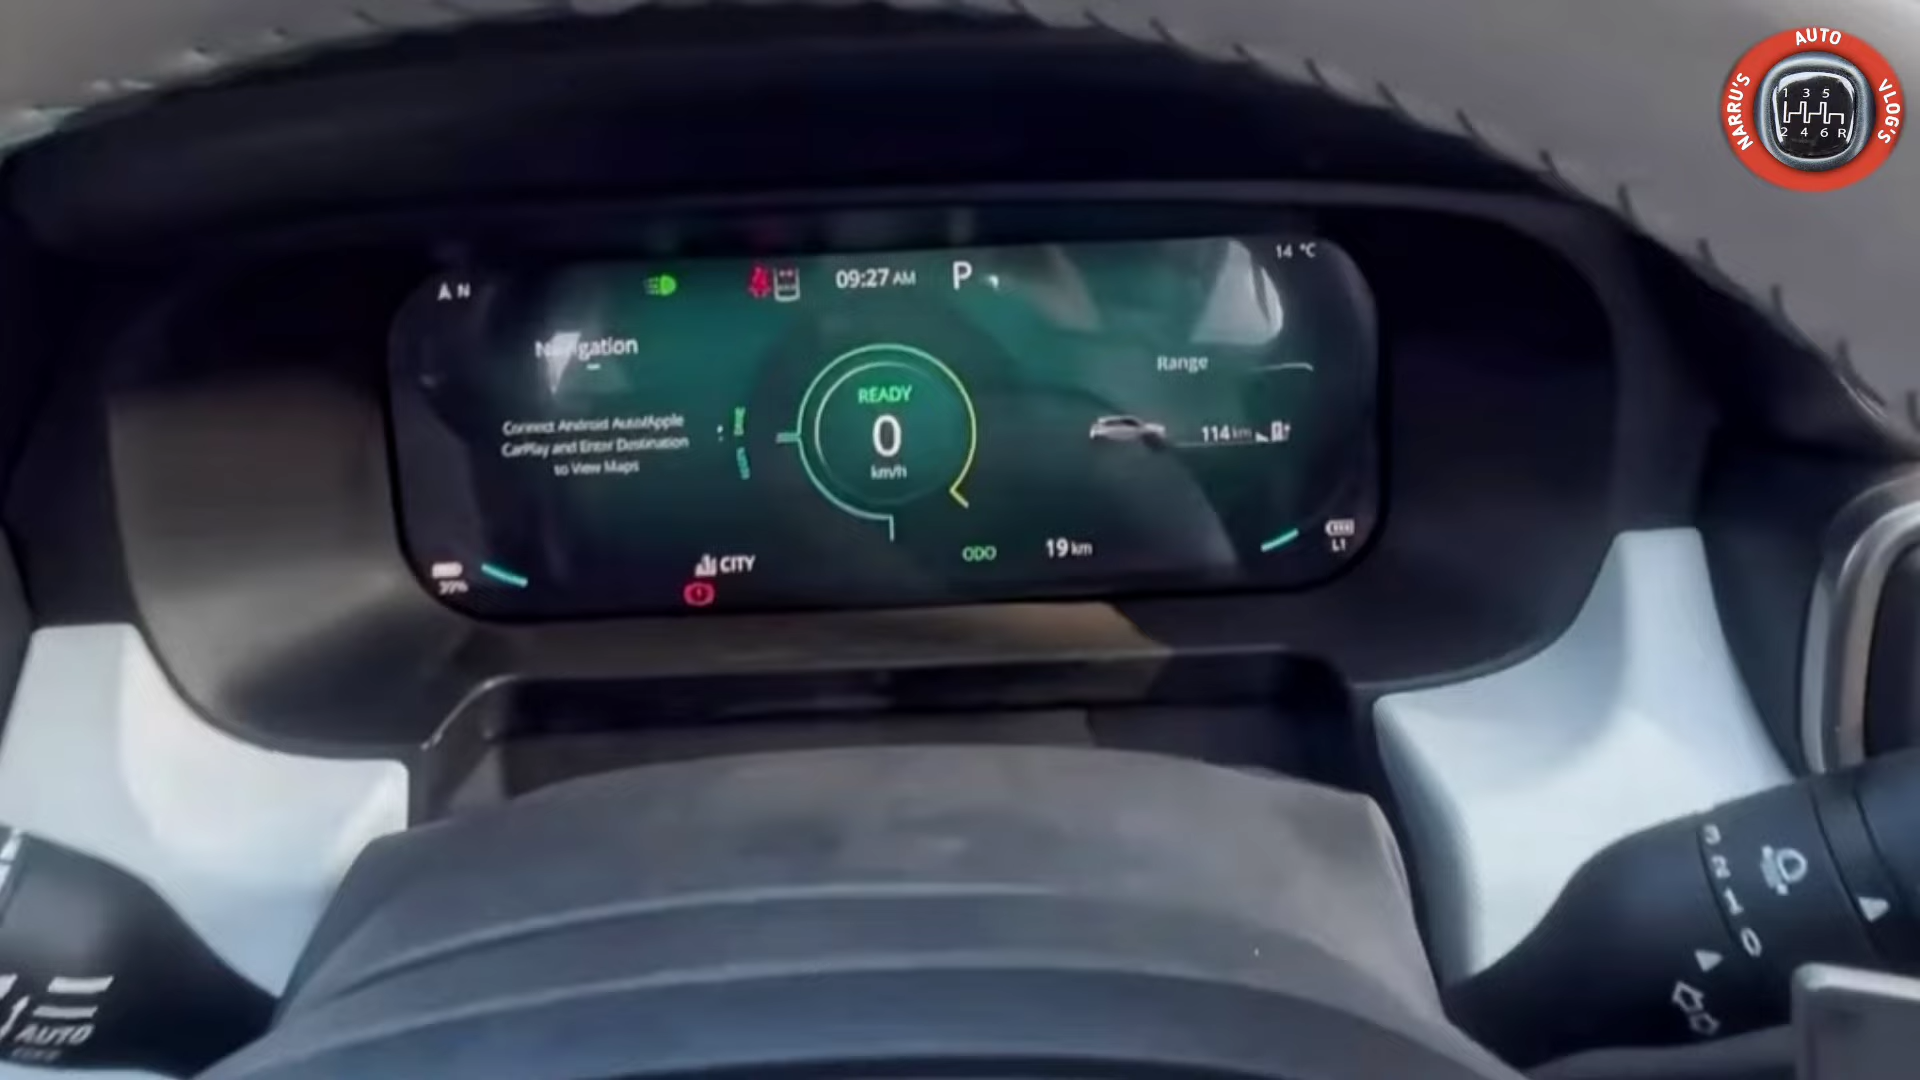 NARRU'S AUTO VLOG'S
1 3 5
2 4 6 R
N
09:27 AM
P
14 °C
Navigation
Range
Connect Android Auto/Apple
CarPlay and Enter Destination
to View Maps
READY
0
km/h
114 km
CITY
ODO
19 km
L1
3
2
1
0
AUTO